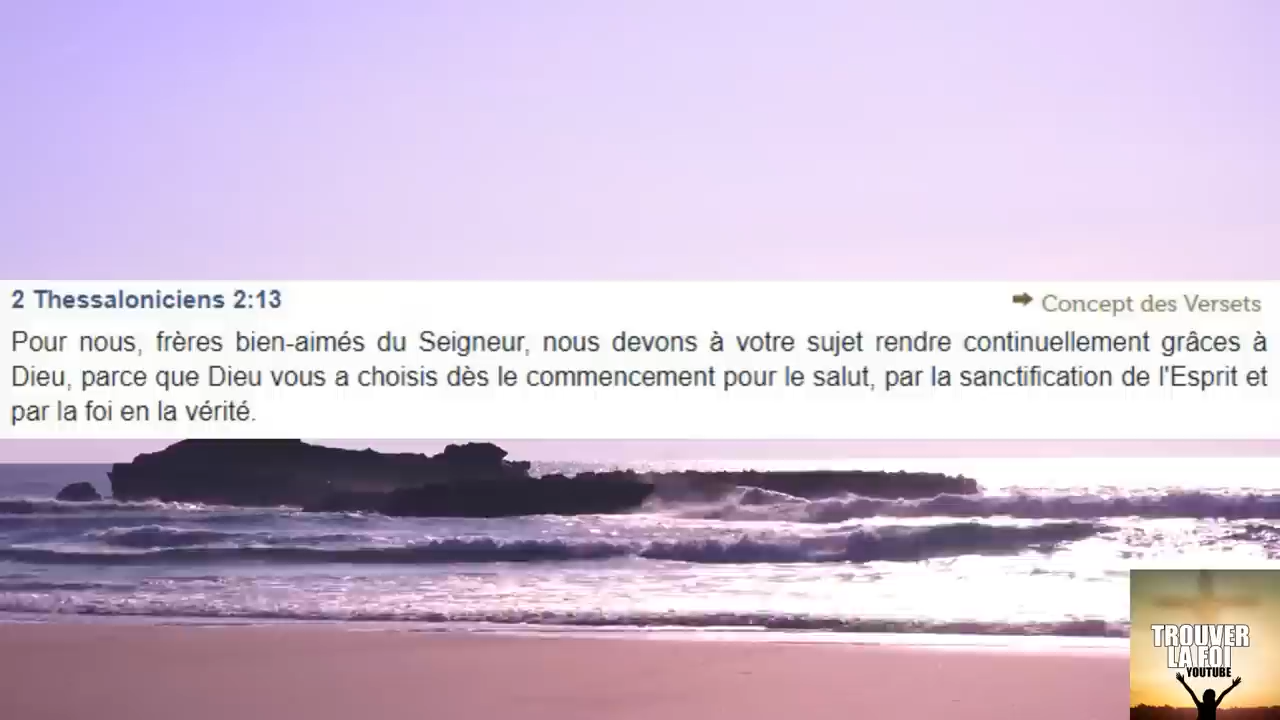 2 Thessaloniciens 2:13
Concept des Versets
Pour nous, frères bien-aimés du Seigneur, nous devons à votre sujet rendre continuellement grâces à
Dieu, parce que Dieu vous a choisis dès le commencement pour le salut, par la sanctification de l'Esprit et
par la foi en la vérité.
TROUVER
LA FOI
YOUTUBE